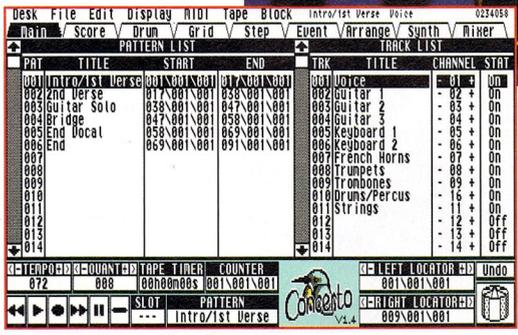 Desk File Edit Display MIDI Tape Block Intro/1st Verse Voice 0234058
Main Score Drum Grid Step Event Arrange Synth Mixer
PATTERN LIST TRACK LIST
PAT TITLE START END TRK TITLE CHANNEL STAT
001 Intro/1st Verse 001\001\001 017\001\001 001 Voice - 01 + On
002 2nd Verse 017\001\001 038\001\001 002 Guitar 1 - 02 + On
003 Guitar Solo 038\001\001 047\001\001 003 Guitar 2 - 03 + On
004 Bridge 047\001\001 058\001\001 004 Guitar 3 - 04 + On
005 End Docal 058\001\001 069\001\001 005 Keyboard 1 - 05 + On
006 End 069\001\001 091\001\001 006 Keyboard 2 - 06 + On
007 007 French Horns - 07 + On
008 008 Trumpets - 08 + On
009 009 Trombones - 09 + On
010 010 Drums/Percus - 16 + On
011 011 Strings - 11 + On
012 012 - 12 + Off
013 013 - 13 + Off
014 014 - 14 + Off
TEMPO QUANT TAPE TIMER COUNTER LEFT LOCATOR Undo
072 008 00h00m00s 001\001\001 001\001\001
SLOT PATTERN RIGHT LOCATOR
--- Intro/1st Verse 009\001\001
Concerto
V1.4